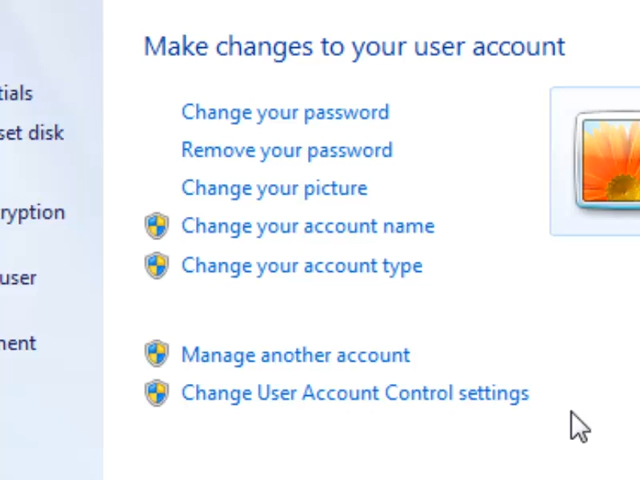 Make changes to your user account
tials
set disk
ryption
user
ment
Change your password
Remove your password
Change your picture
Change your account name
Change your account type
Manage another account
Change User Account Control settings